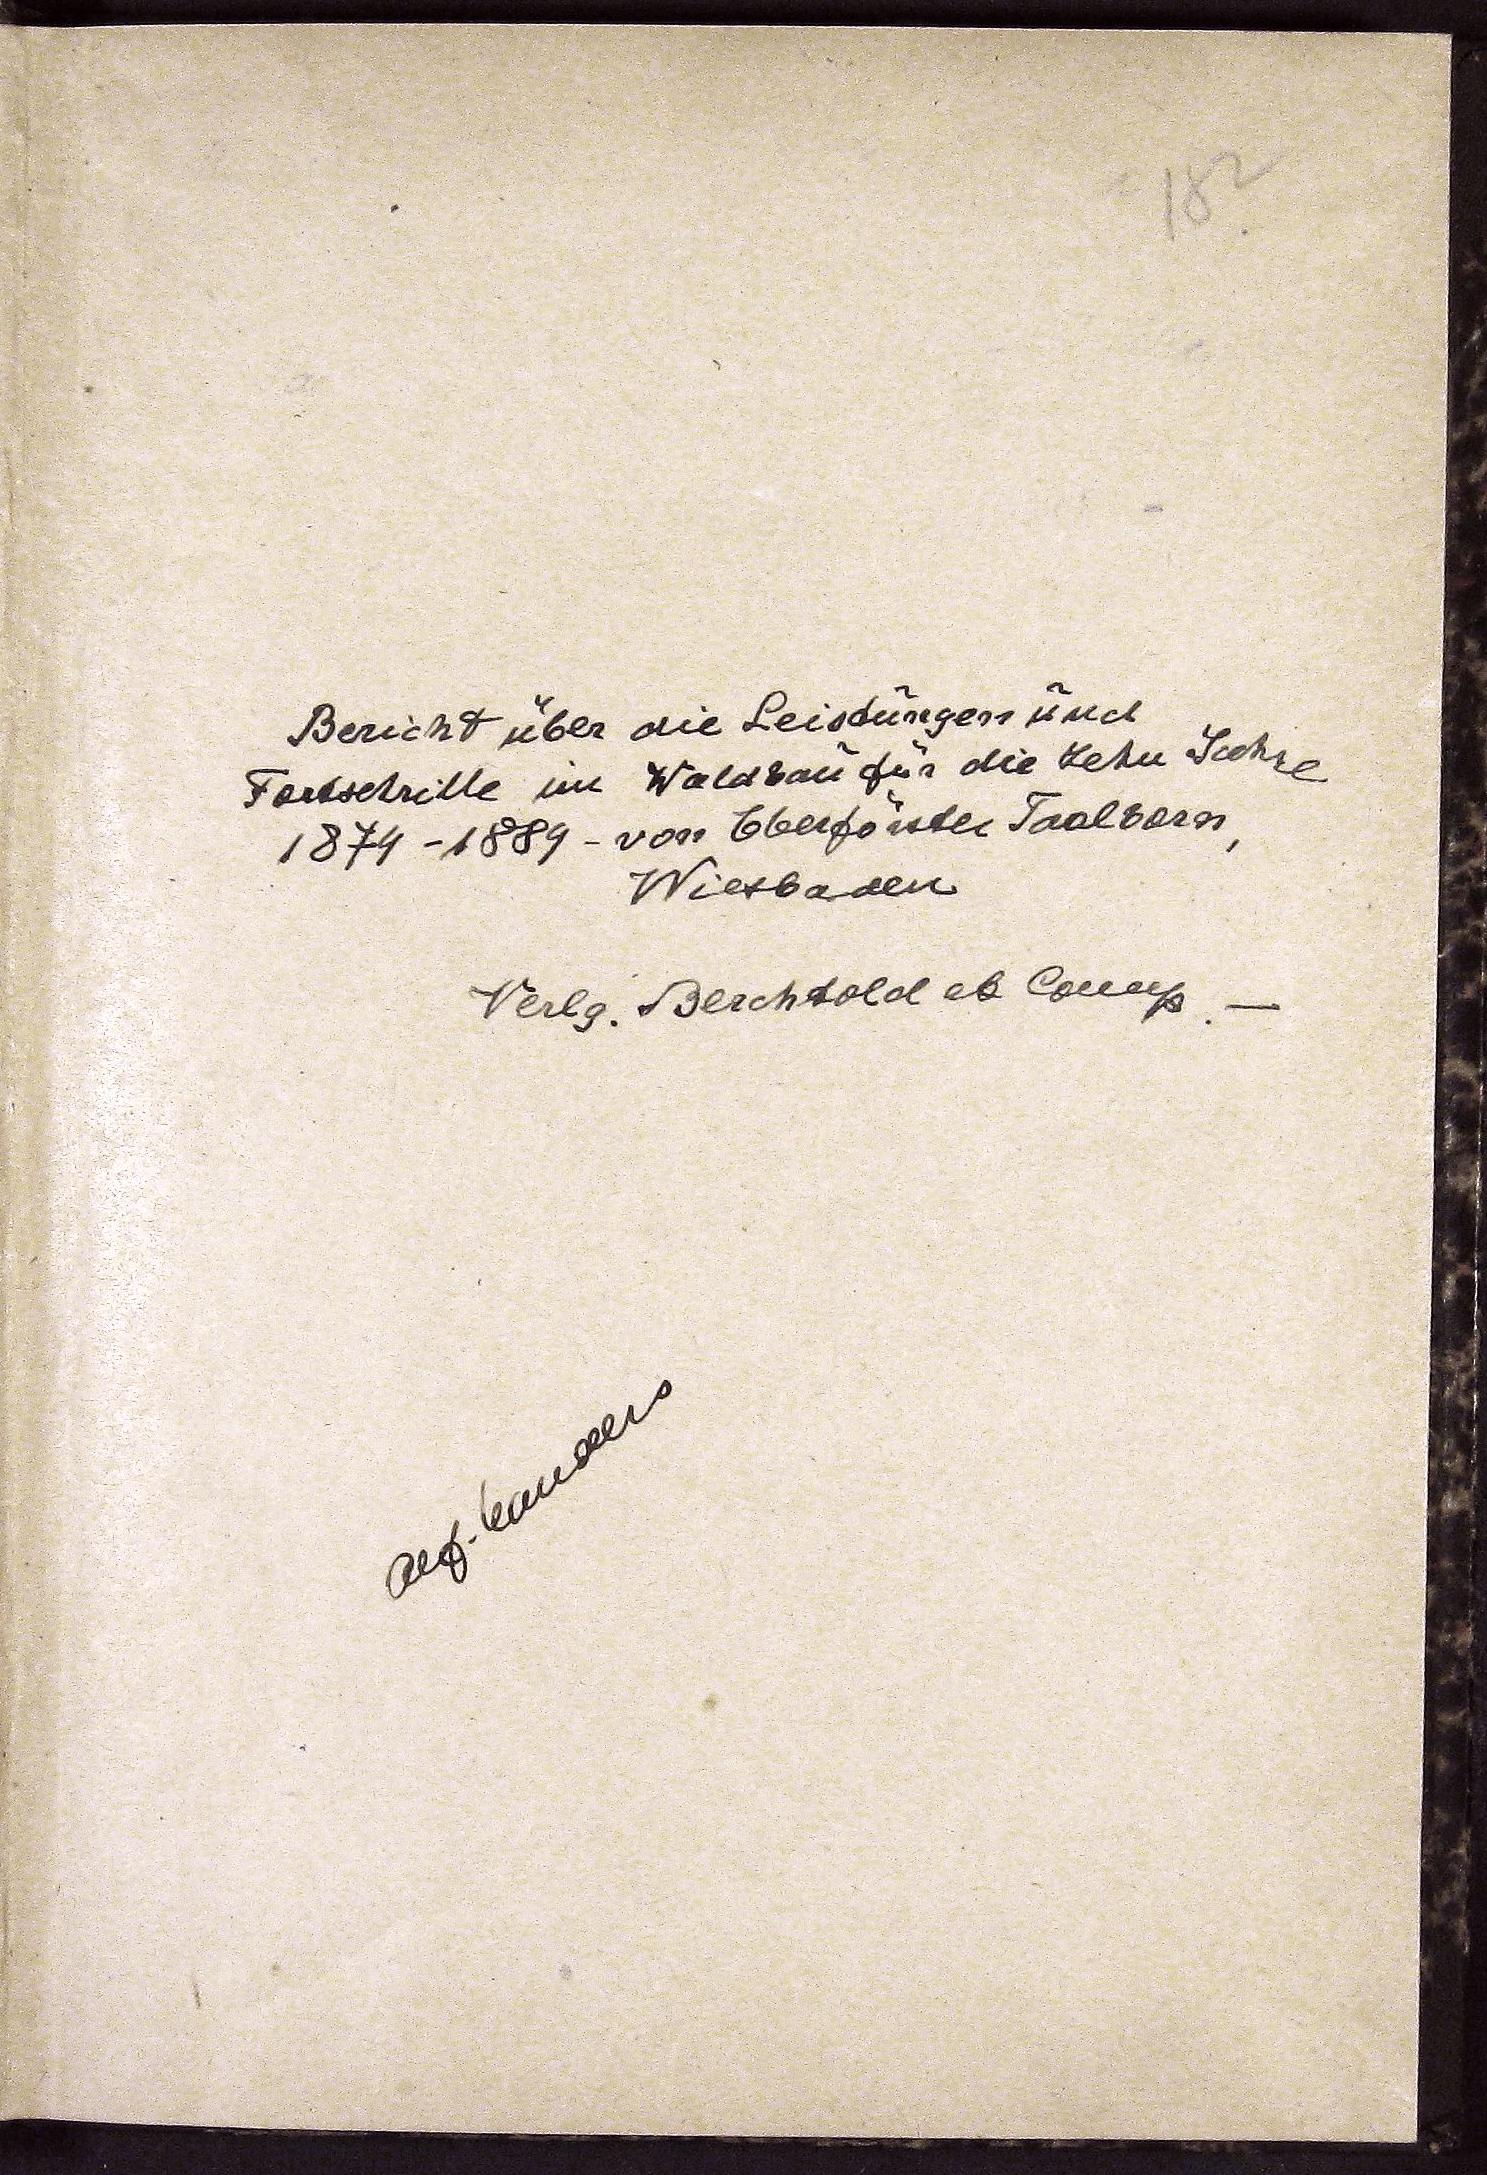 182
Bericht über die Leistungen und
Fortschritte im Waldbau für die zehn Jahre
1879-1889 - von Oberförster Taalborn,
Wiesbaden
Verlg. Berchtold et Comp. —